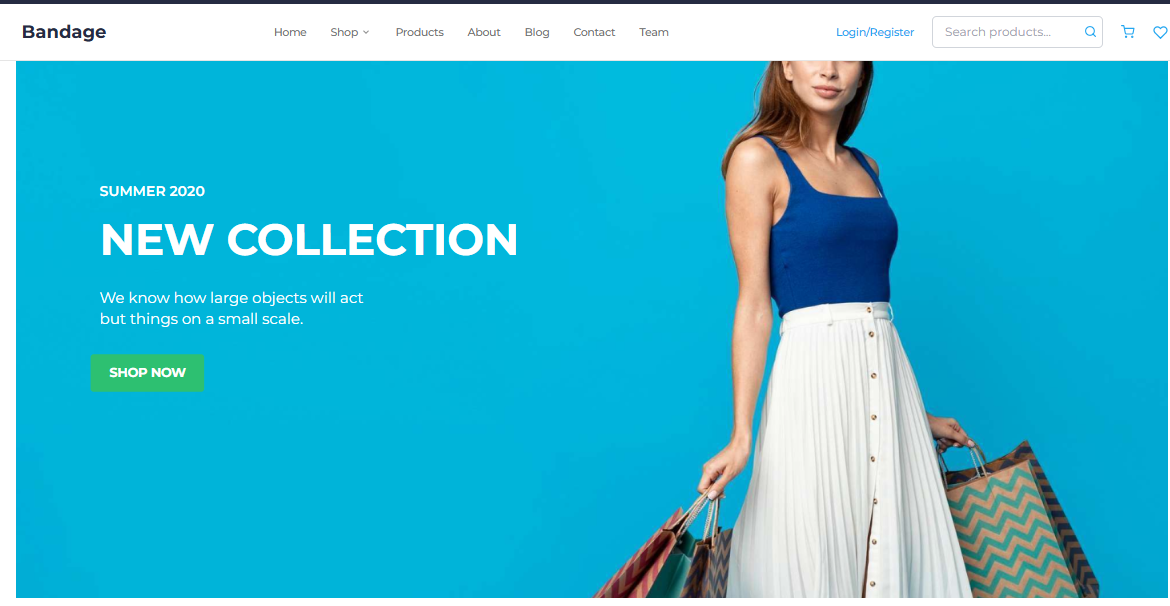 Bandage
Home Shop Products About Blog Contact Team
Login/Register
Search products...
SUMMER 2020
NEW COLLECTION
We know how large objects will act
but things on a small scale.
SHOP NOW